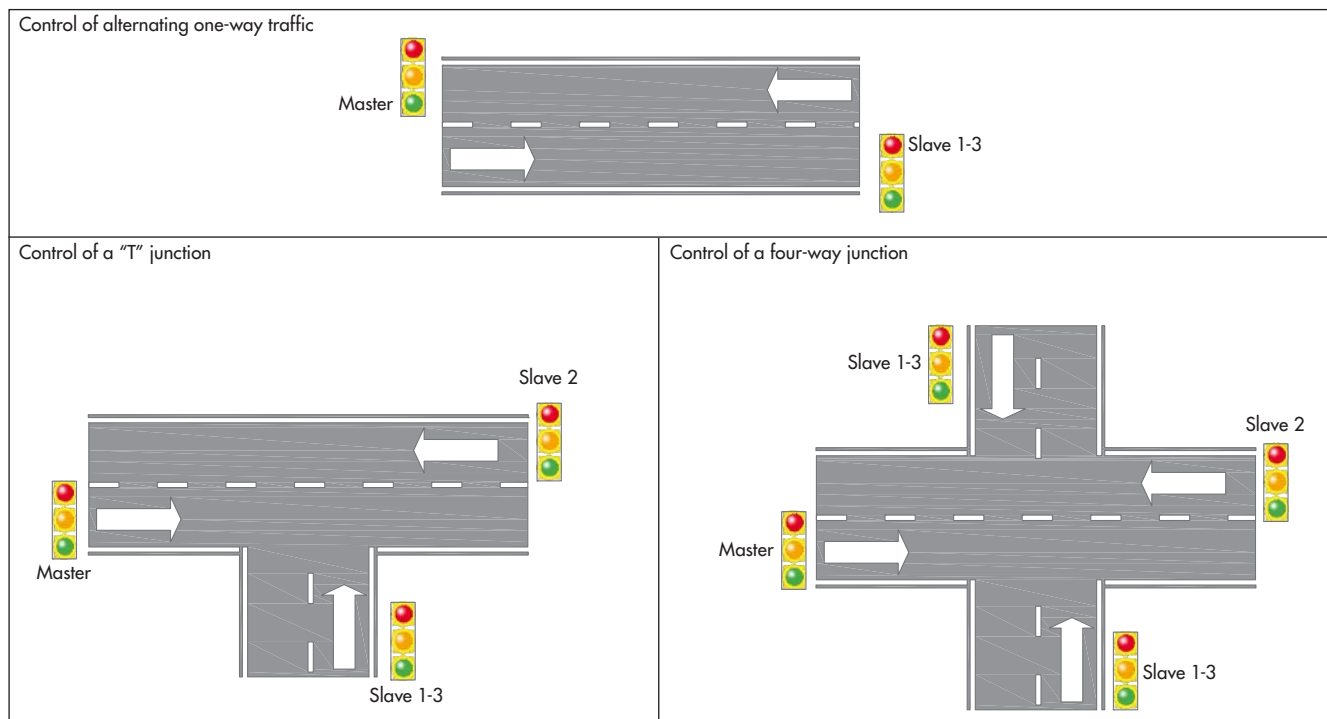 Control of alternating one-way traffic
Master
Slave 1-3
Control of a “T” junction
Slave 2
Master
Slave 1-3
Control of a four-way junction
Slave 1-3
Slave 2
Master
Slave 1-3